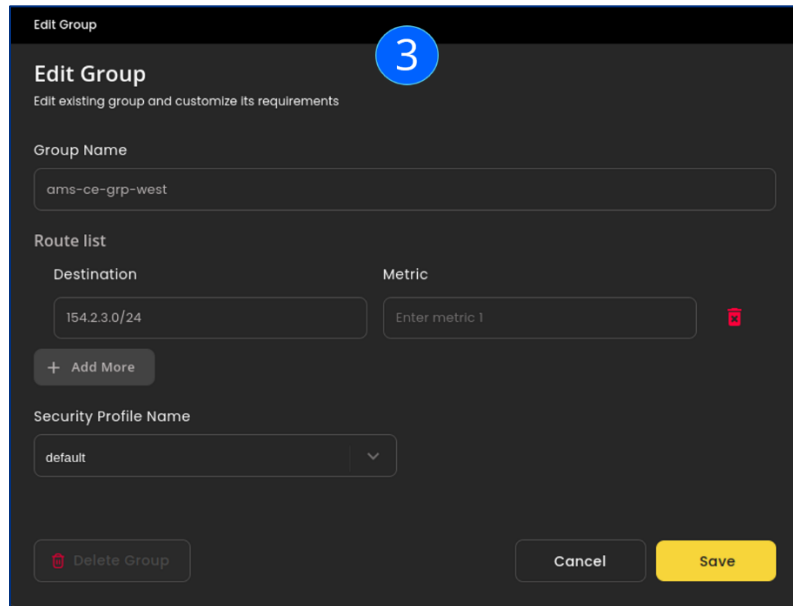 Edit Group
3
Edit Group
Edit existing group and customize its requirements
Group Name
ams-ce-grp-west
Route list
Destination Metric
154.2.3.0/24 Enter metric 1
+ Add More
Security Profile Name
default
Delete Group Cancel Save